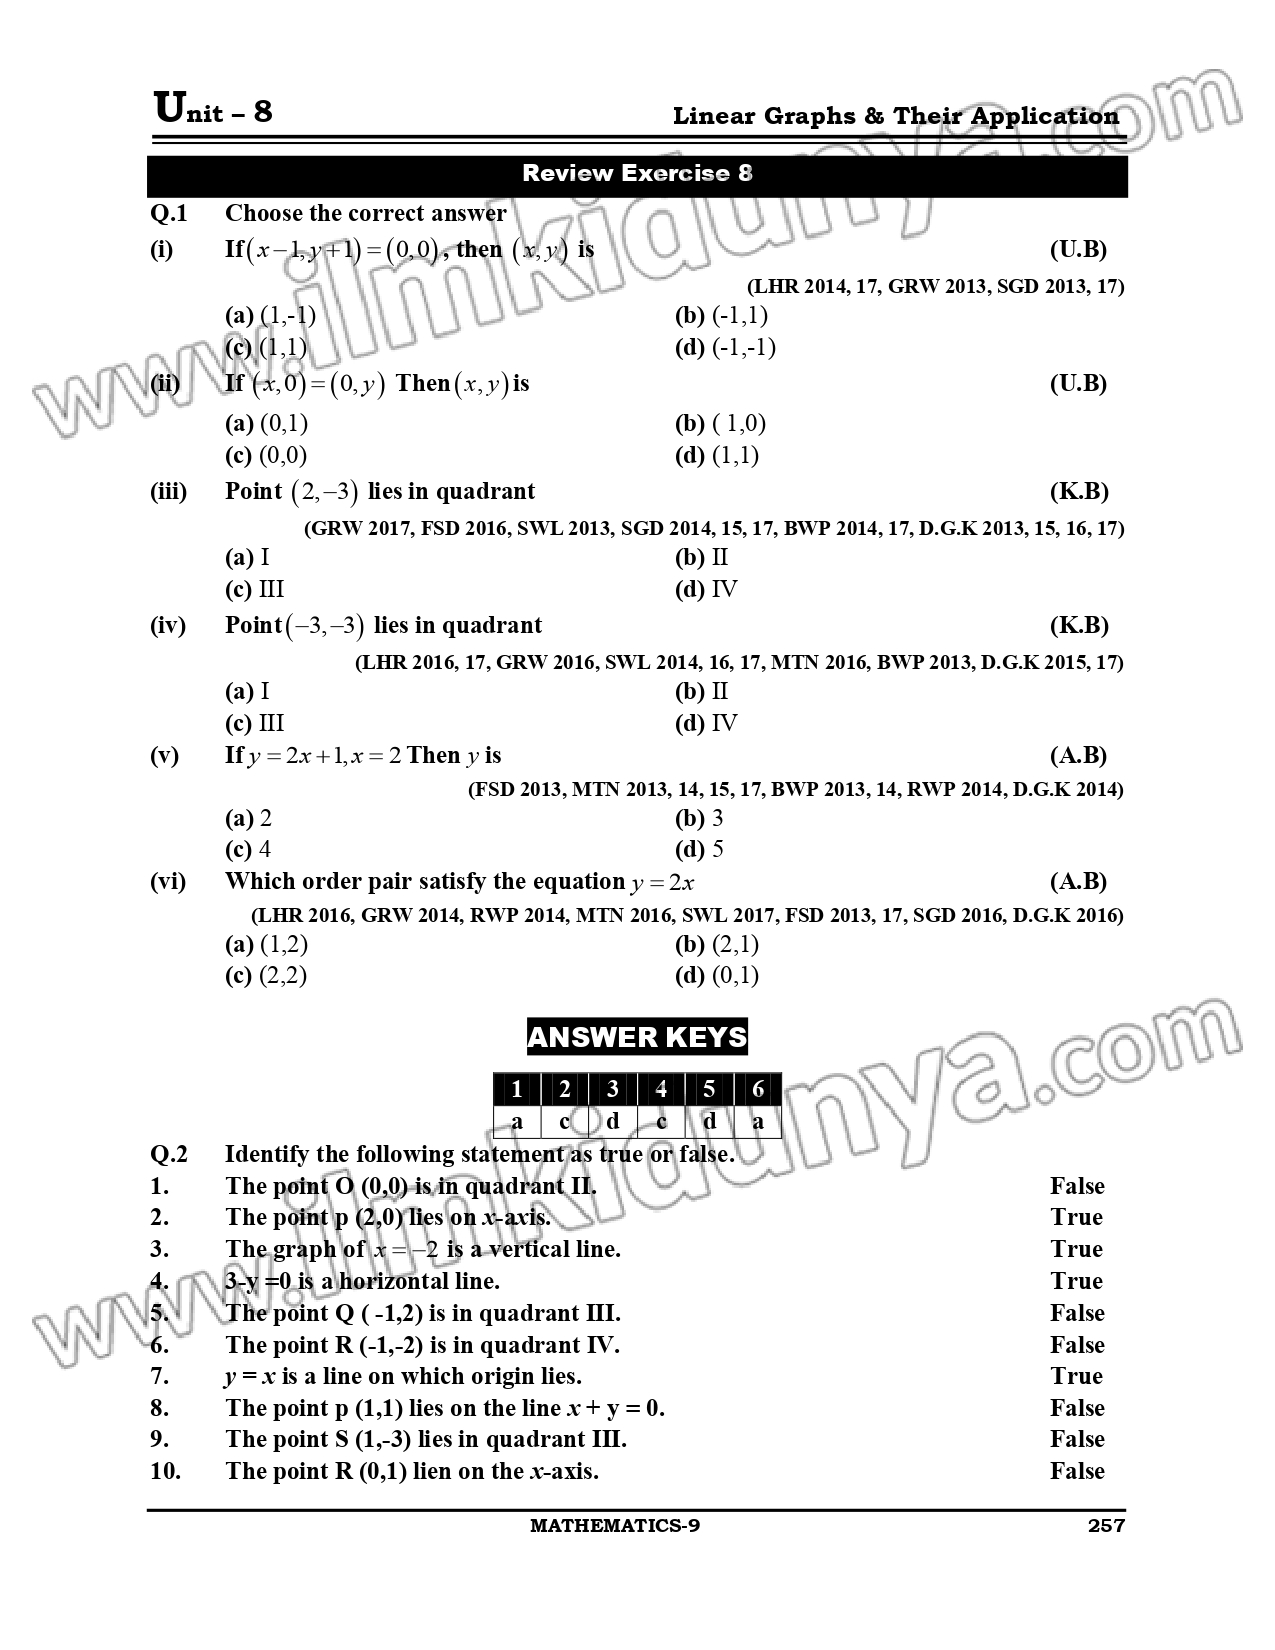 Unit – 8
Linear Graphs & Their Application
Review Exercise 8
Q.1 Choose the correct answer
(i) If (x−1, y+1) = (0,0), then (x, y) is (U.B)
(LHR 2014, 17, GRW 2013, SGD 2013, 17)
(a) (1,-1) (b) (-1,1)
(c) (1,1) (d) (-1,-1)
(ii) If (x,0) = (0, y) Then (x, y) is (U.B)
(a) (0,1) (b) ( 1,0)
(c) (0,0) (d) (1,1)
(iii) Point (2,−3) lies in quadrant (K.B)
(GRW 2017, FSD 2016, SWL 2013, SGD 2014, 15, 17, BWP 2014, 17, D.G.K 2013, 15, 16, 17)
(a) I (b) II
(c) III (d) IV
(iv) Point (−3,−3) lies in quadrant (K.B)
(LHR 2016, 17, GRW 2016, SWL 2014, 16, 17, MTN 2016, BWP 2013, D.G.K 2015, 17)
(a) I (b) II
(c) III (d) IV
(v) If y = 2x+1, x = 2 Then y is (A.B)
(FSD 2013, MTN 2013, 14, 15, 17, BWP 2013, 14, RWP 2014, D.G.K 2014)
(a) 2 (b) 3
(c) 4 (d) 5
(vi) Which order pair satisfy the equation y = 2x (A.B)
(LHR 2016, GRW 2014, RWP 2014, MTN 2016, SWL 2017, FSD 2013, 17, SGD 2016, D.G.K 2016)
(a) (1,2) (b) (2,1)
(c) (2,2) (d) (0,1)
ANSWER KEYS
1 2 3 4 5 6
a c d c d a
Q.2 Identify the following statement as true or false.
1. The point O (0,0) is in quadrant II. False
2. The point p (2,0) lies on x-axis. True
3. The graph of x = −2 is a vertical line. True
4. 3-y =0 is a horizontal line. True
5. The point Q ( -1,2) is in quadrant III. False
6. The point R (-1,-2) is in quadrant IV. False
7. y = x is a line on which origin lies. True
8. The point p (1,1) lies on the line x + y = 0. False
9. The point S (1,-3) lies in quadrant III. False
10. The point R (0,1) lien on the x-axis. False
MATHEMATICS-9 257
www.ilmkidunya.com
www.ilmkidunya.com